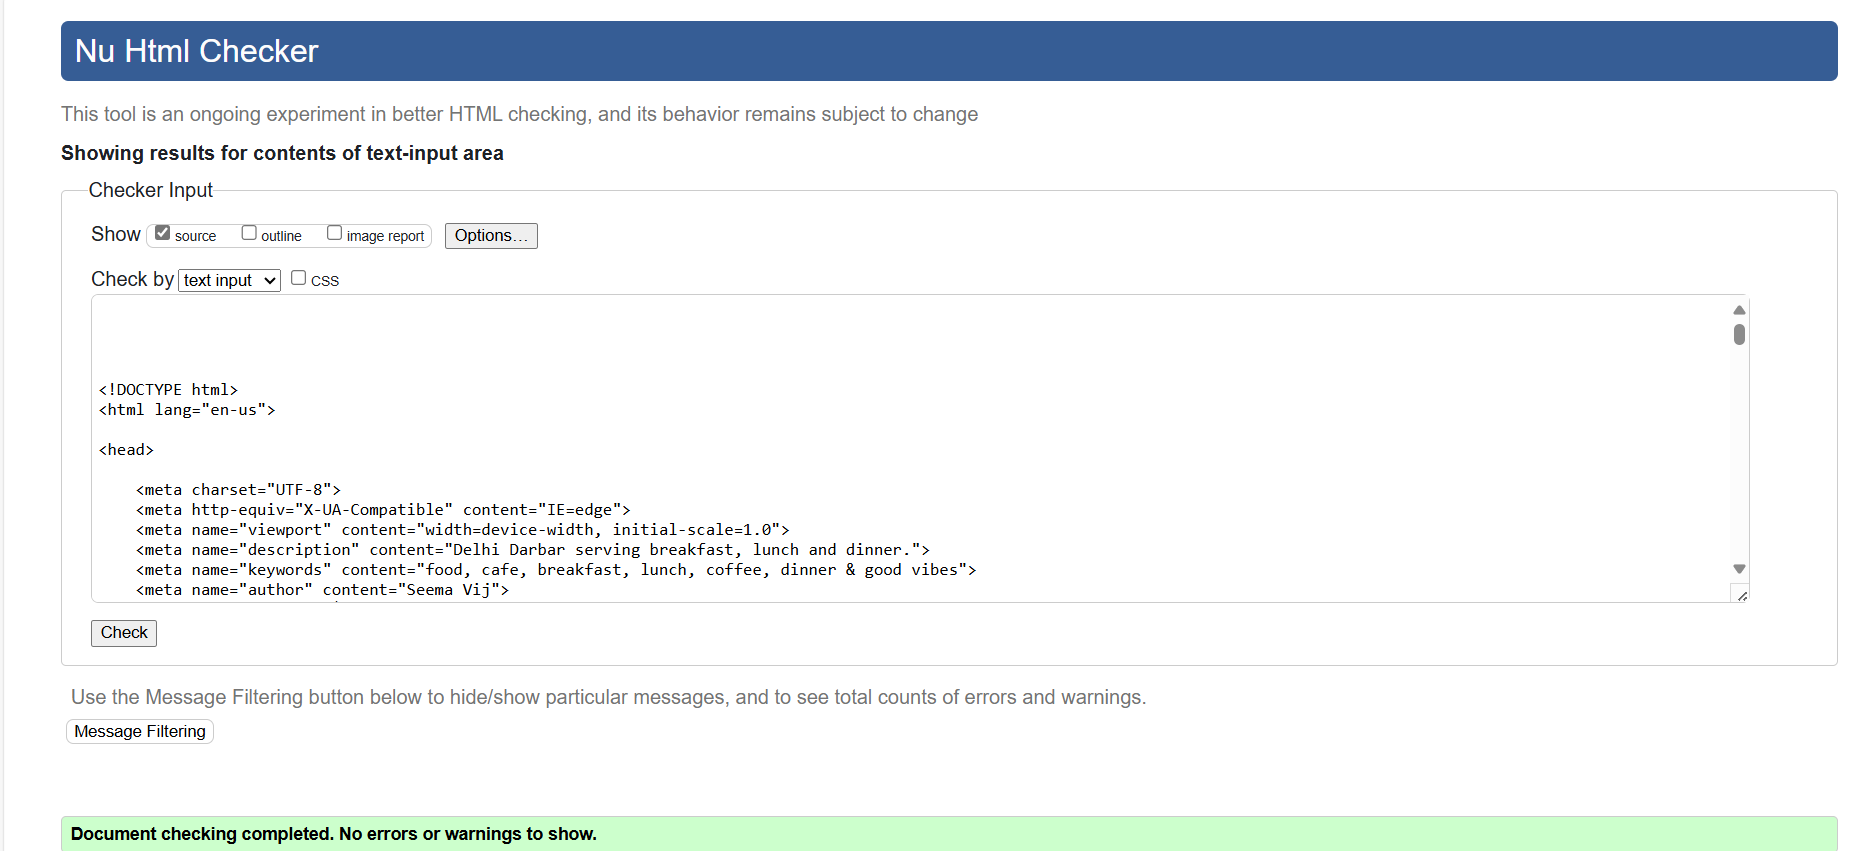 Nu Html Checker
This tool is an ongoing experiment in better HTML checking, and its behavior remains subject to change
Showing results for contents of text-input area
Checker Input
Show source outline image report Options...
Check by text input CSS
<!DOCTYPE html>
<html lang="en-us">
<head>
<meta charset="UTF-8">
<meta http-equiv="X-UA-Compatible" content="IE=edge">
<meta name="viewport" content="width=device-width, initial-scale=1.0">
<meta name="description" content="Delhi Darbar serving breakfast, lunch and dinner.">
<meta name="keywords" content="food, cafe, breakfast, lunch, coffee, dinner & good vibes">
<meta name="author" content="Seema Vij">
Check
Use the Message Filtering button below to hide/show particular messages, and to see total counts of errors and warnings.
Message Filtering
Document checking completed. No errors or warnings to show.